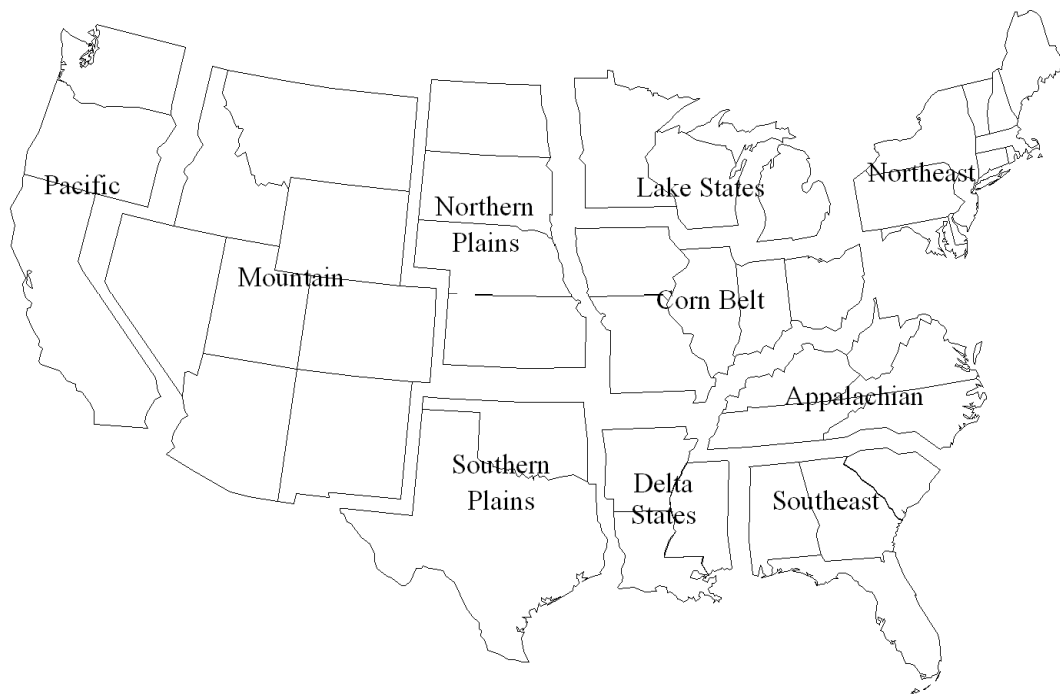 Pacific
Mountain
Northern
Plains
Lake States
Northeast
Corn Belt
Appalachian
Southern
Plains
Delta
States
Southeast